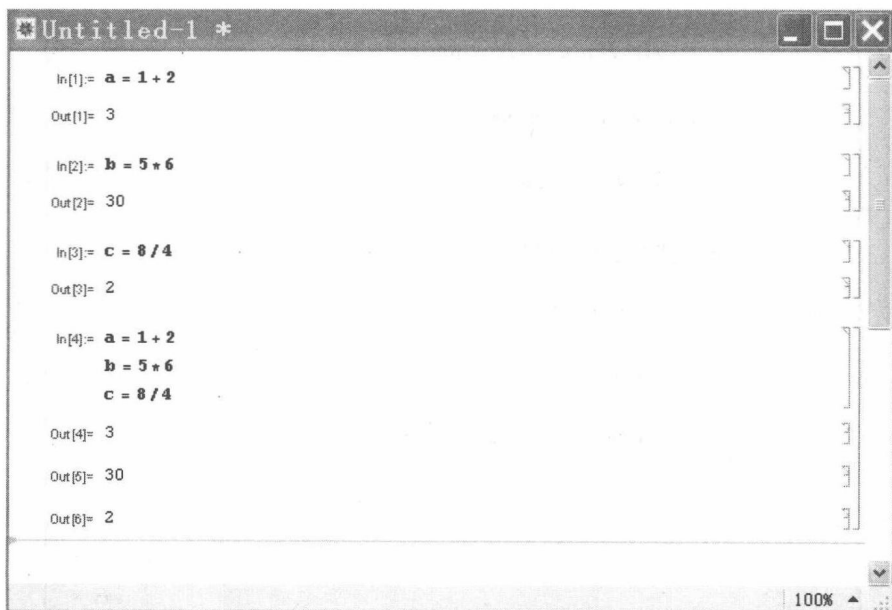 Untitled-1 *
In[1]:= a = 1 + 2
Out[1]= 3
In[2]:= b = 5 * 6
Out[2]= 30
In[3]:= c = 8 / 4
Out[3]= 2
In[4]:= a = 1 + 2
b = 5 * 6
c = 8 / 4
Out[4]= 3
Out[5]= 30
Out[6]= 2
100%